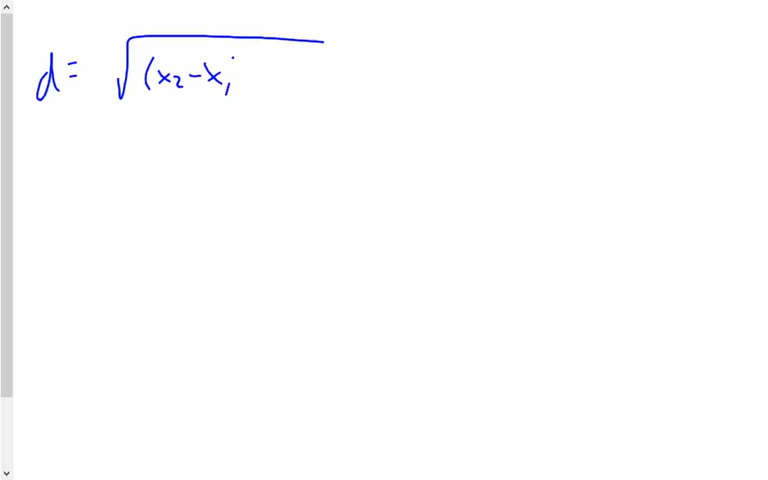 d = √(x₂ - x₁